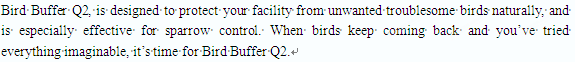 Bird Buffer Q2, is designed to protect your facility from unwanted troublesome birds naturally, and
is especially effective for sparrow control. When birds keep coming back and you've tried
everything imaginable, it's time for Bird Buffer Q2.